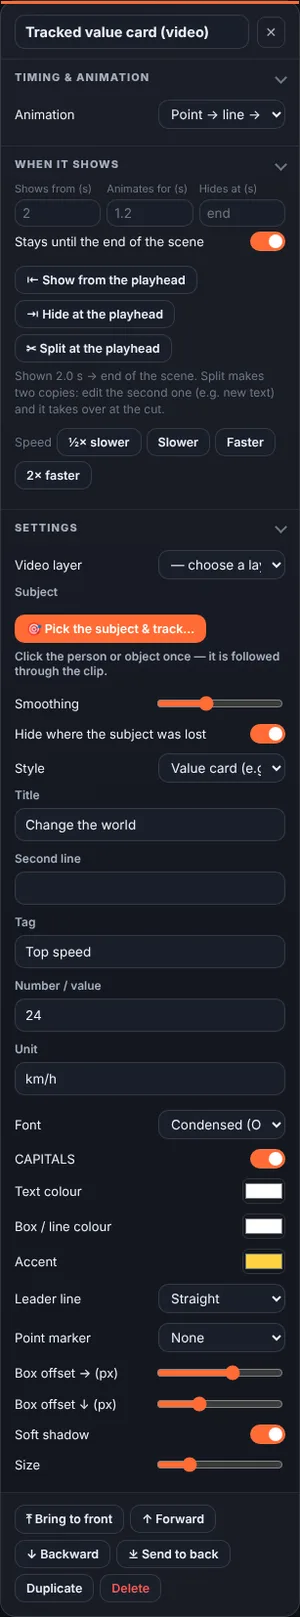 Tracked value card (video)
×
TIMING & ANIMATION
Animation
Point → line →
WHEN IT SHOWS
Shows from (s) Animates for (s) Hides at (s)
2 1.2 end
Stays until the end of the scene
⇤ Show from the playhead
⇥ Hide at the playhead
✂ Split at the playhead
Shown 2.0 s → end of the scene. Split makes
two copies: edit the second one (e.g. new text)
and it takes over at the cut.
Speed ½× slower Slower Faster
2× faster
SETTINGS
Video layer — choose a lay
Subject
🎯 Pick the subject & track…
Click the person or object once — it is followed
through the clip.
Smoothing
Hide where the subject was lost
Style Value card (e.g
Title
Change the world
Second line
Tag
Top speed
Number / value
24
Unit
km/h
Font Condensed (O
CAPITALS
Text colour
Box / line colour
Accent
Leader line Straight
Point marker None
Box offset → (px)
Box offset ↓ (px)
Soft shadow
Size
⤒ Bring to front ↑ Forward
↓ Backward ⤓ Send to back
Duplicate Delete